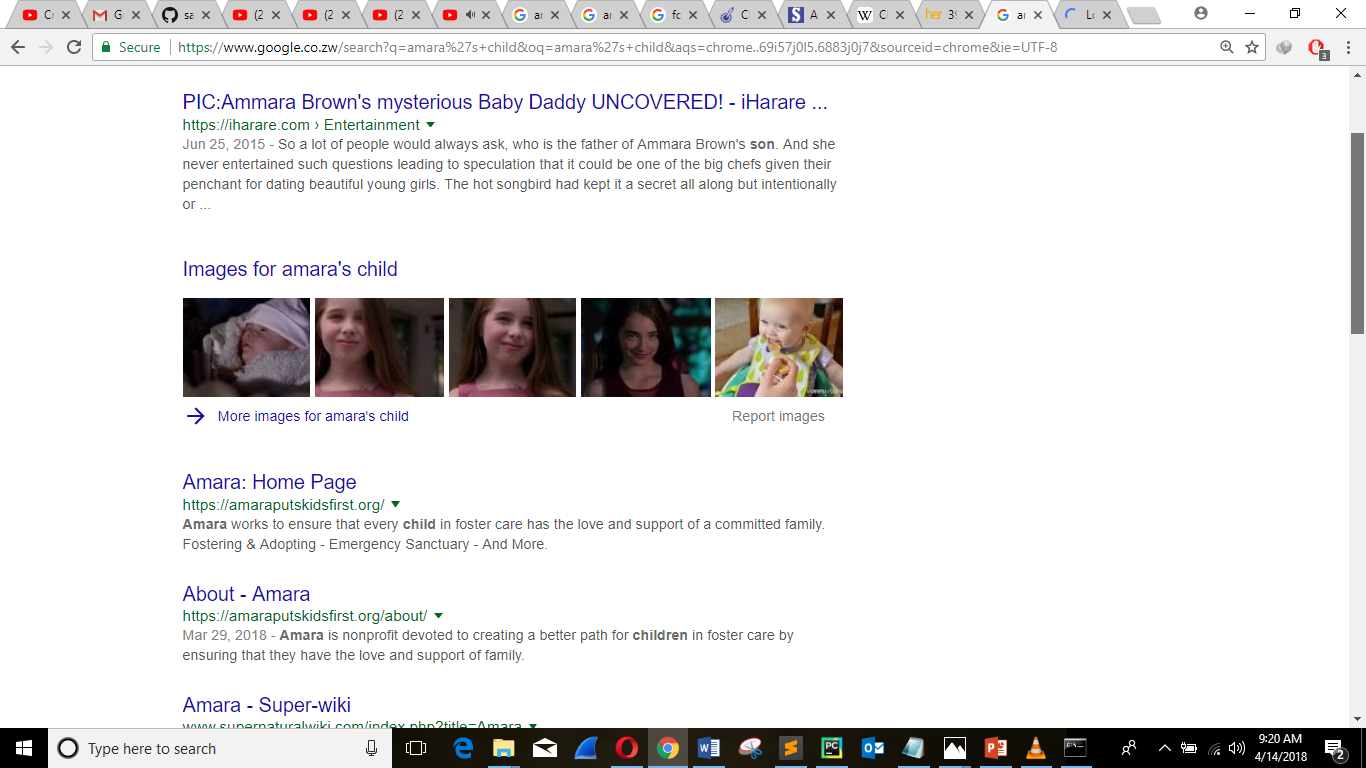 C
G
sa
(2
(2
(2
(2
ar
ar
fo
C
A
C
39
ar
Lo
Secure
https://www.google.co.zw/search?q=amara%27s+child&oq=amara%27s+child&aqs=chrome..69i57j0l5.6883j0j7&sourceid=chrome&ie=UTF-8
3
PIC:Ammara Brown's mysterious Baby Daddy UNCOVERED! - iHarare ...
https://iharare.com › Entertainment
Jun 25, 2015 - So a lot of people would always ask, who is the father of Ammara Brown's son. And she
never entertained such questions leading to speculation that it could be one of the big chefs given their
penchant for dating beautiful young girls. The hot songbird had kept it a secret all along but intentionally
or ...
Images for amara's child
More images for amara's child
Report images
Amara: Home Page
https://amaraputskidsfirst.org/
Amara works to ensure that every child in foster care has the love and support of a committed family.
Fostering & Adopting - Emergency Sanctuary - And More.
About - Amara
https://amaraputskidsfirst.org/about/
Mar 29, 2018 - Amara is nonprofit devoted to creating a better path for children in foster care by
ensuring that they have the love and support of family.
Amara - Super-wiki
www.supernaturalwiki.com/index.php?title=Amara
Type here to search
9:20 AM
4/14/2018
2